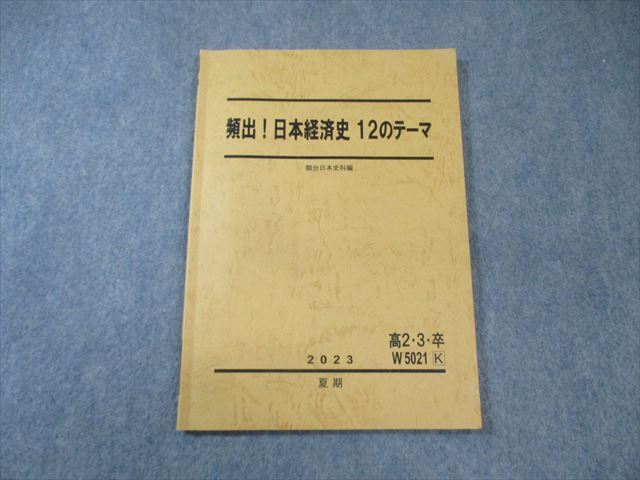 頻出！日本経済史 12のテーマ
駿台日本史科編
高2・3・卒
2023
W5021 K
夏期